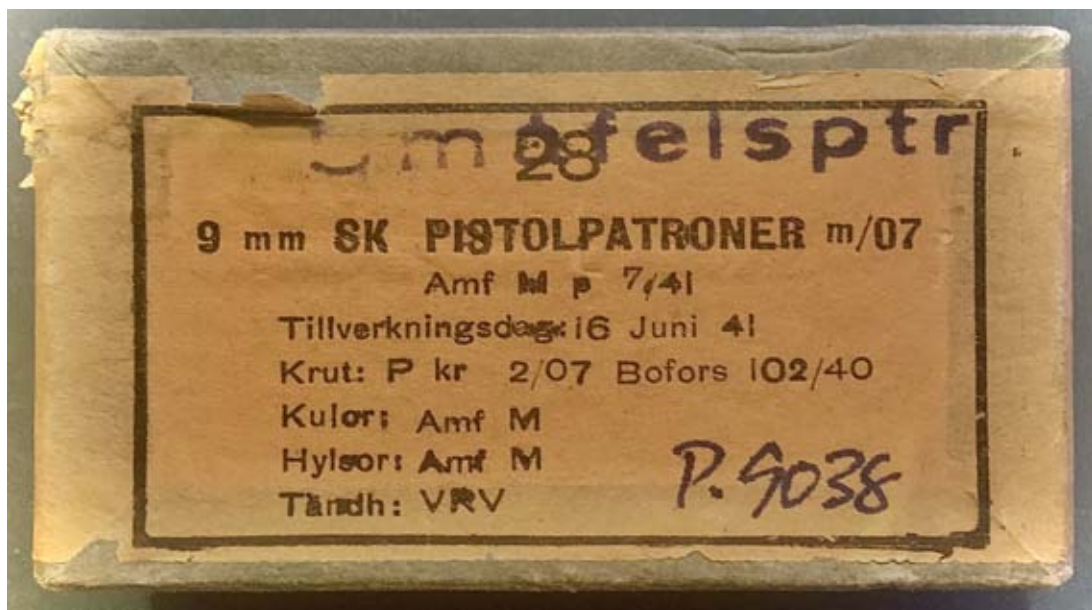 28
9 mm SK PISTOLPATRONER m/07
Amf M p 7/41
Tillverkningsdag: 16 Juni 41
Krut: P kr 2/07 Bofors 102/40
Kulor: Amf M
Hylsor: Amf M
Tändh: VRV
P. 9038